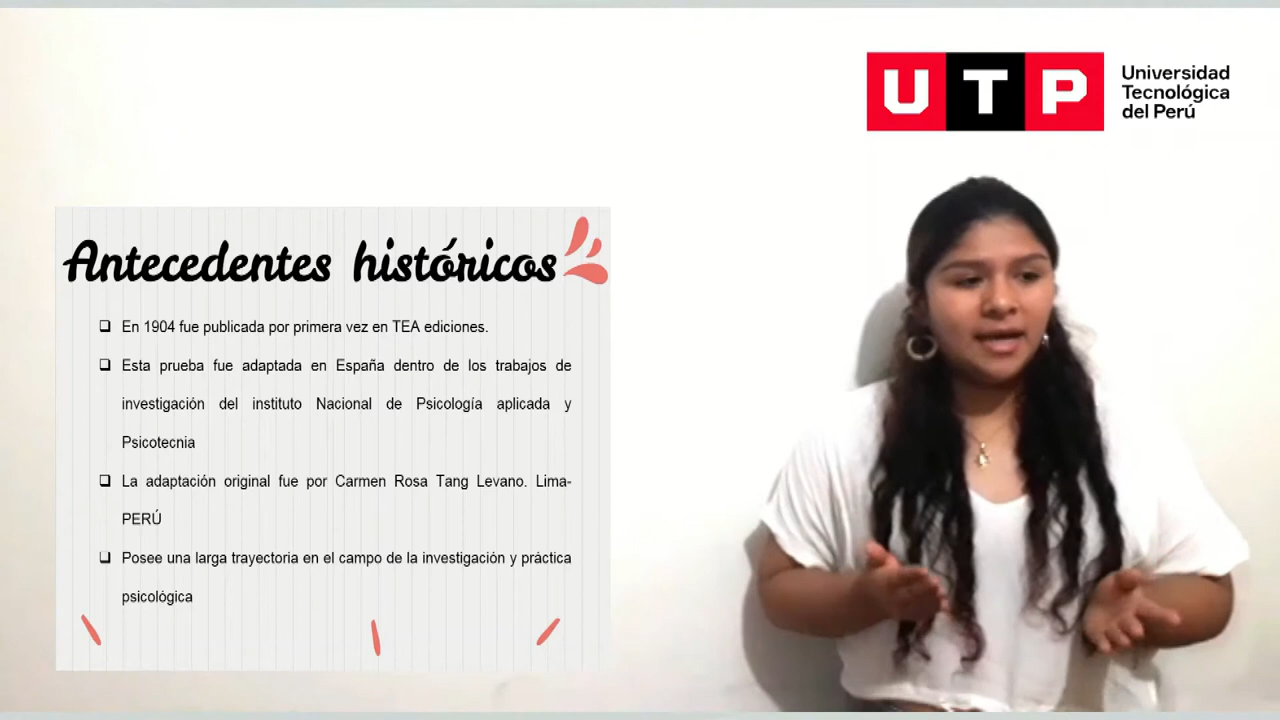 UTP
Universidad
Tecnológica
del Perú
Antecedentes históricos
❑ En 1904 fue publicada por primera vez en TEA ediciones.
❑ Esta prueba fue adaptada en España dentro de los trabajos de
investigación del instituto Nacional de Psicología aplicada y
Psicotecnia
❑ La adaptación original fue por Carmen Rosa Tang Levano. Lima-
PERÚ
❑ Posee una larga trayectoria en el campo de la investigación y práctica
psicológica